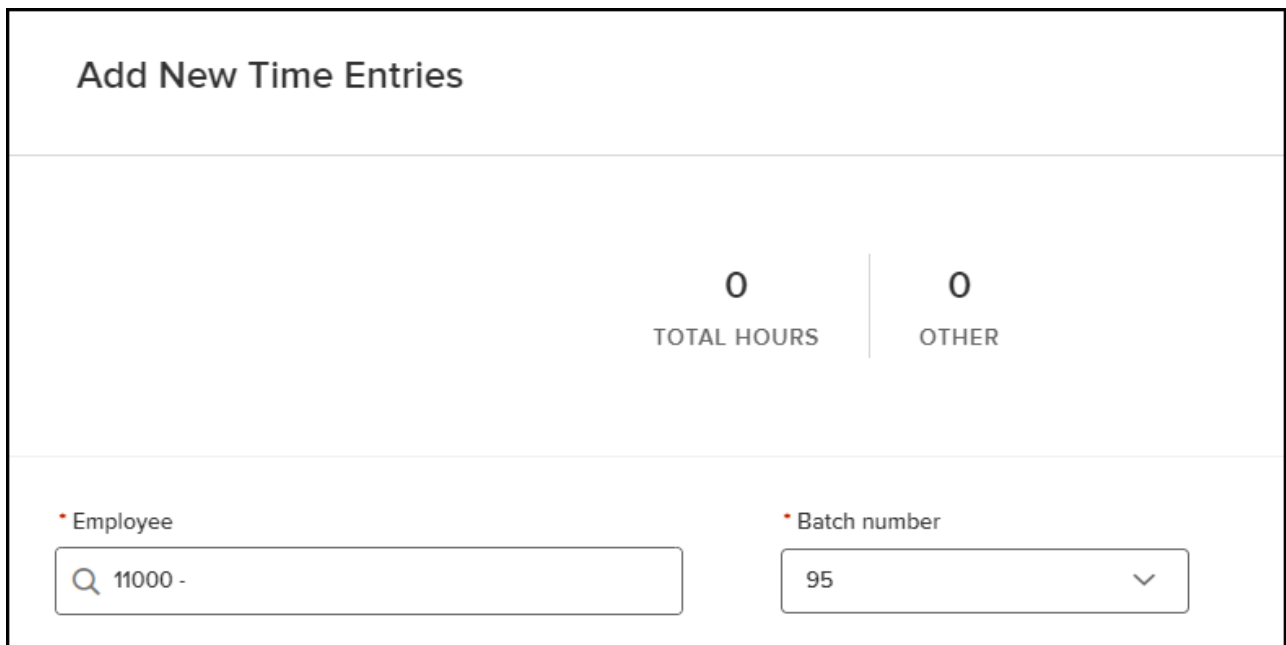 Add New Time Entries
0 0
TOTAL HOURS OTHER
* Employee * Batch number
11000 - 95